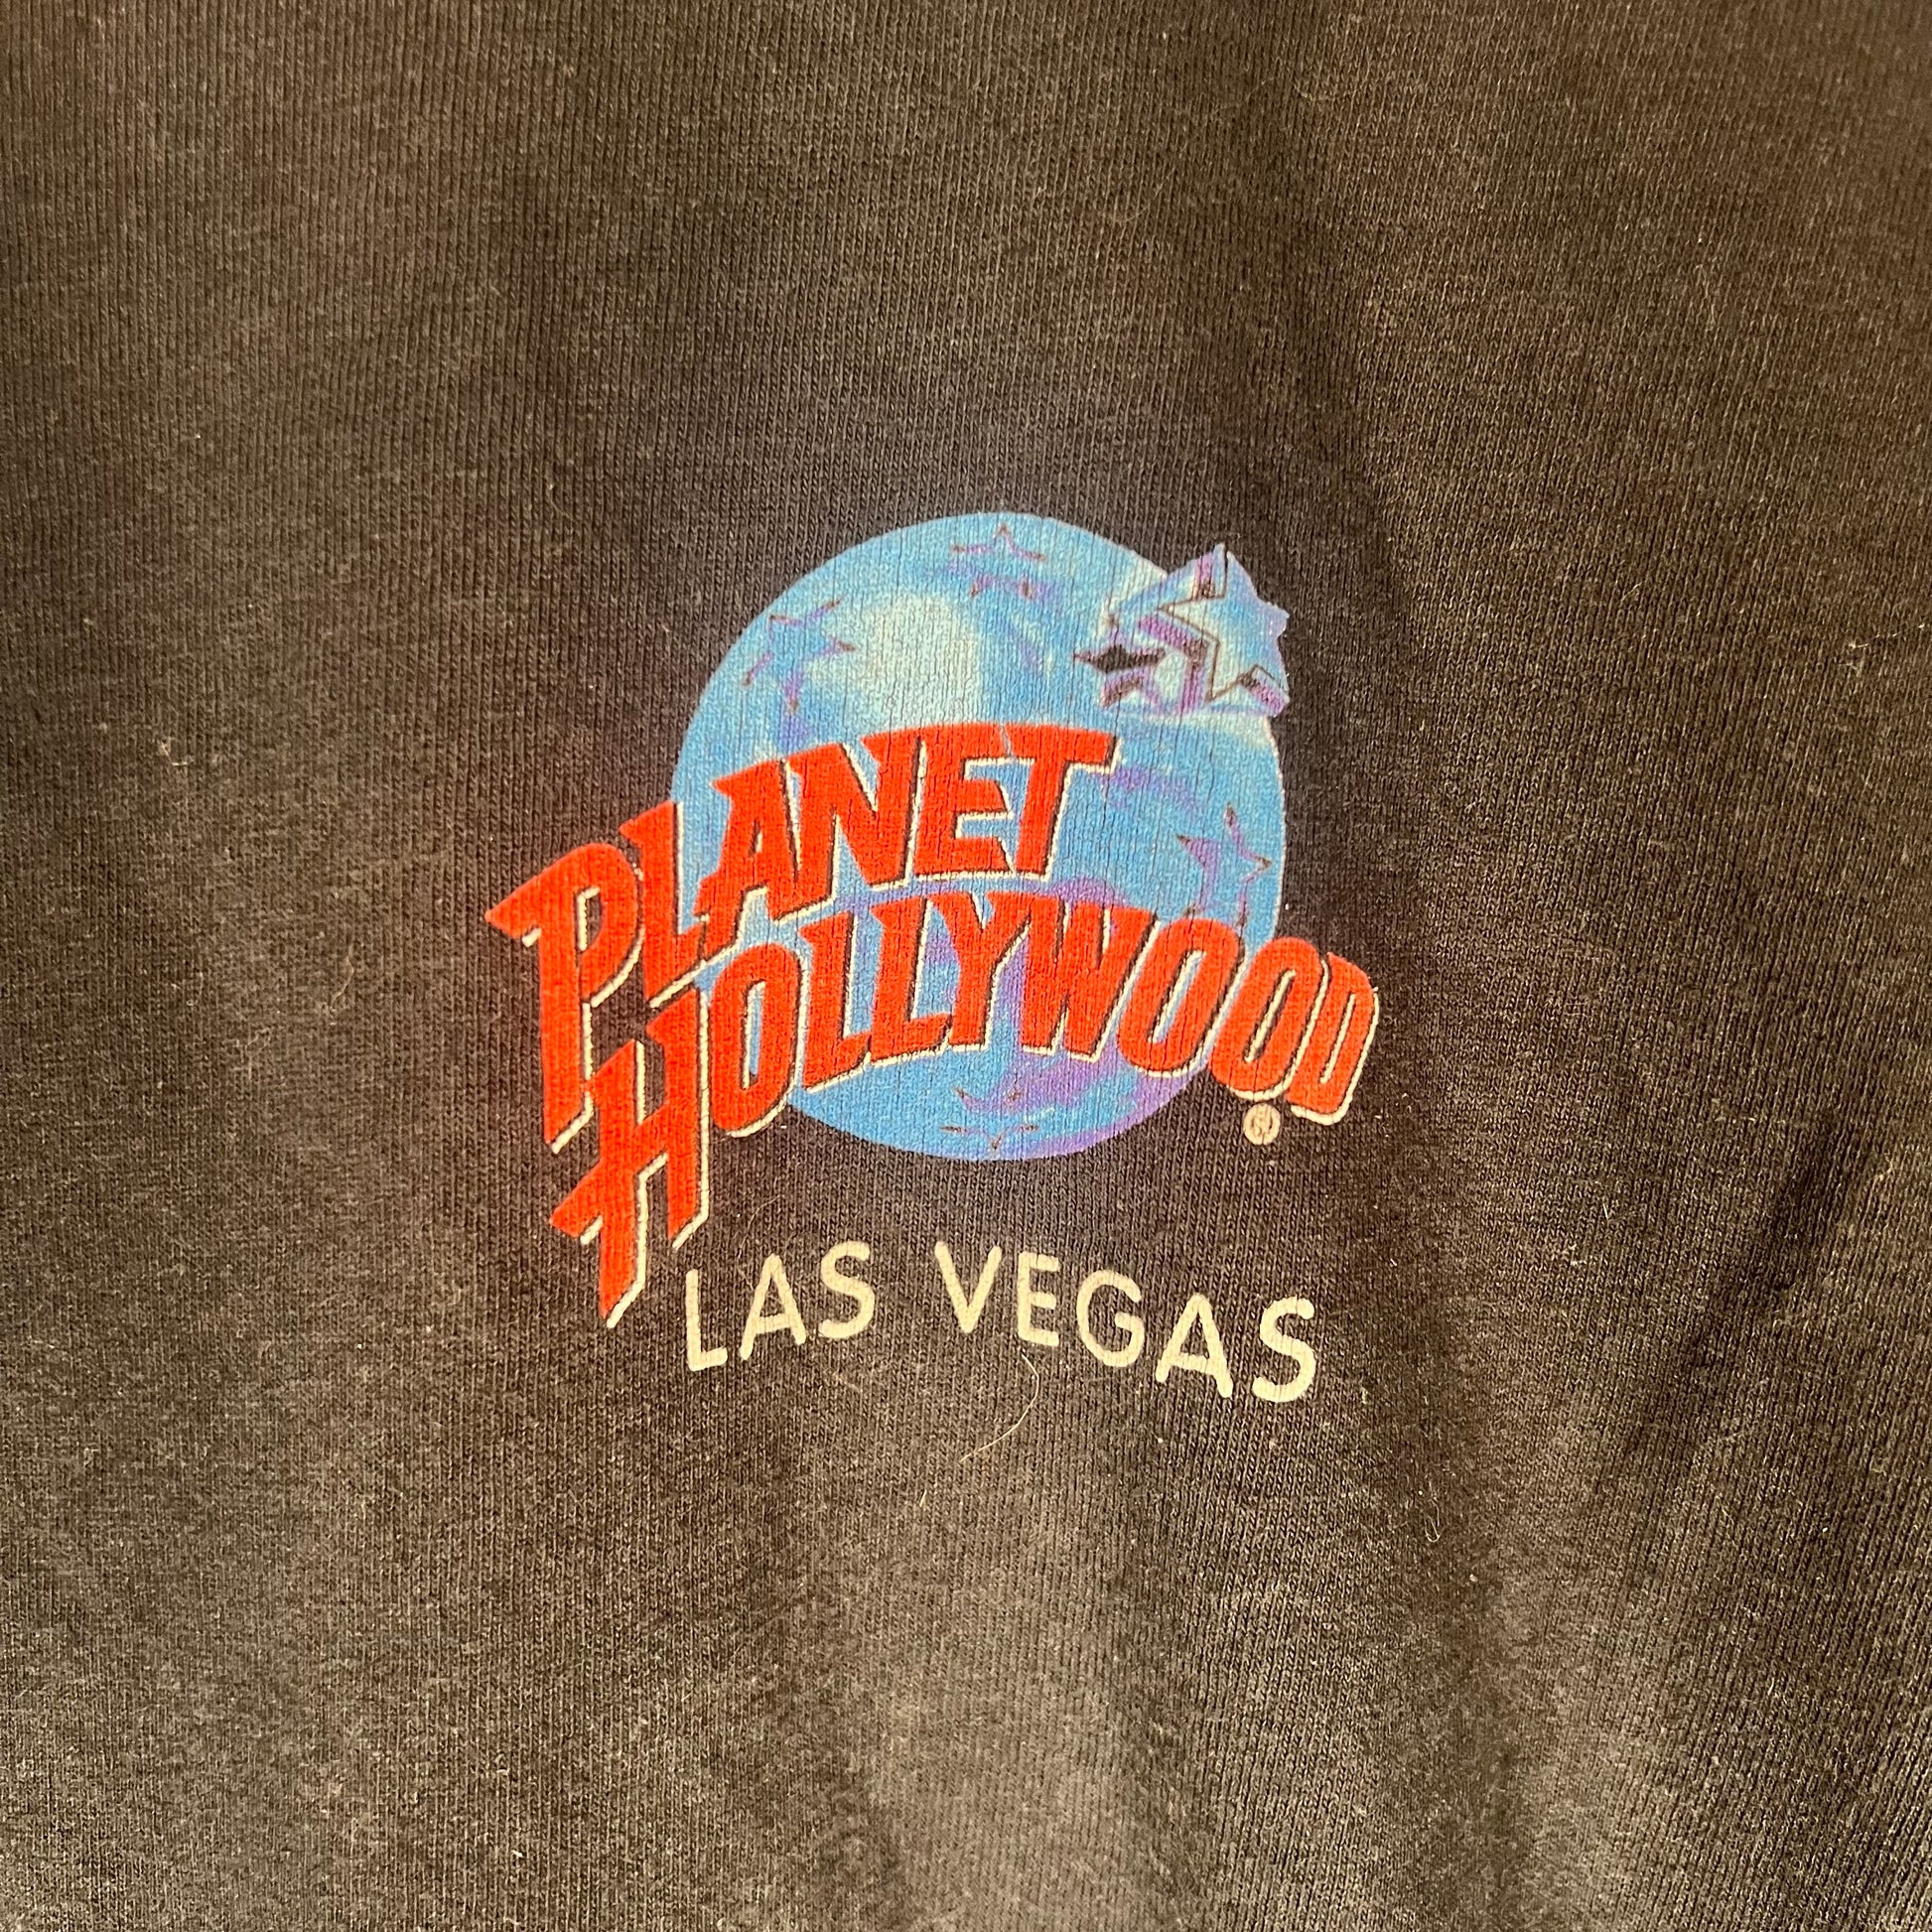 PLANET
HOLLYWOOD
®
LAS VEGAS